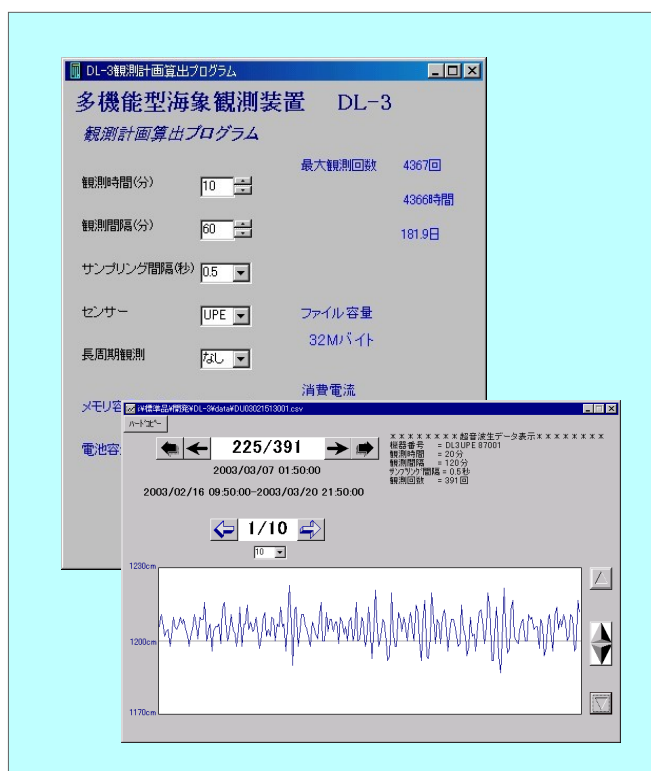 DL-3観測計画算出プログラム
多機能型海象観測装置 DL-3
観測計画算出プログラム
最大観測回数 4367回
観測時間(分) 10
4366時間
観測間隔(分) 60
181.9日
サンプリング間隔(秒) 0.5
センサー UPE
ファイル容量
32Mバイト
長周期観測 なし
消費電流
メモリ容
電池容
¥標準品¥開発¥DL-3¥data¥DU03021513001.csv
ハードコピー
225/391
2003/03/07 01:50:00
2003/02/16 09:50:00-2003/03/20 21:50:00
********超音波生データ表示********
機器番号 = DL3UPE 87001
観測時間 = 20分
観測間隔 = 120分
サンプリング間隔 = 0.5秒
観測回数 = 391回
1/10
10
1230cm
1200cm
1170cm